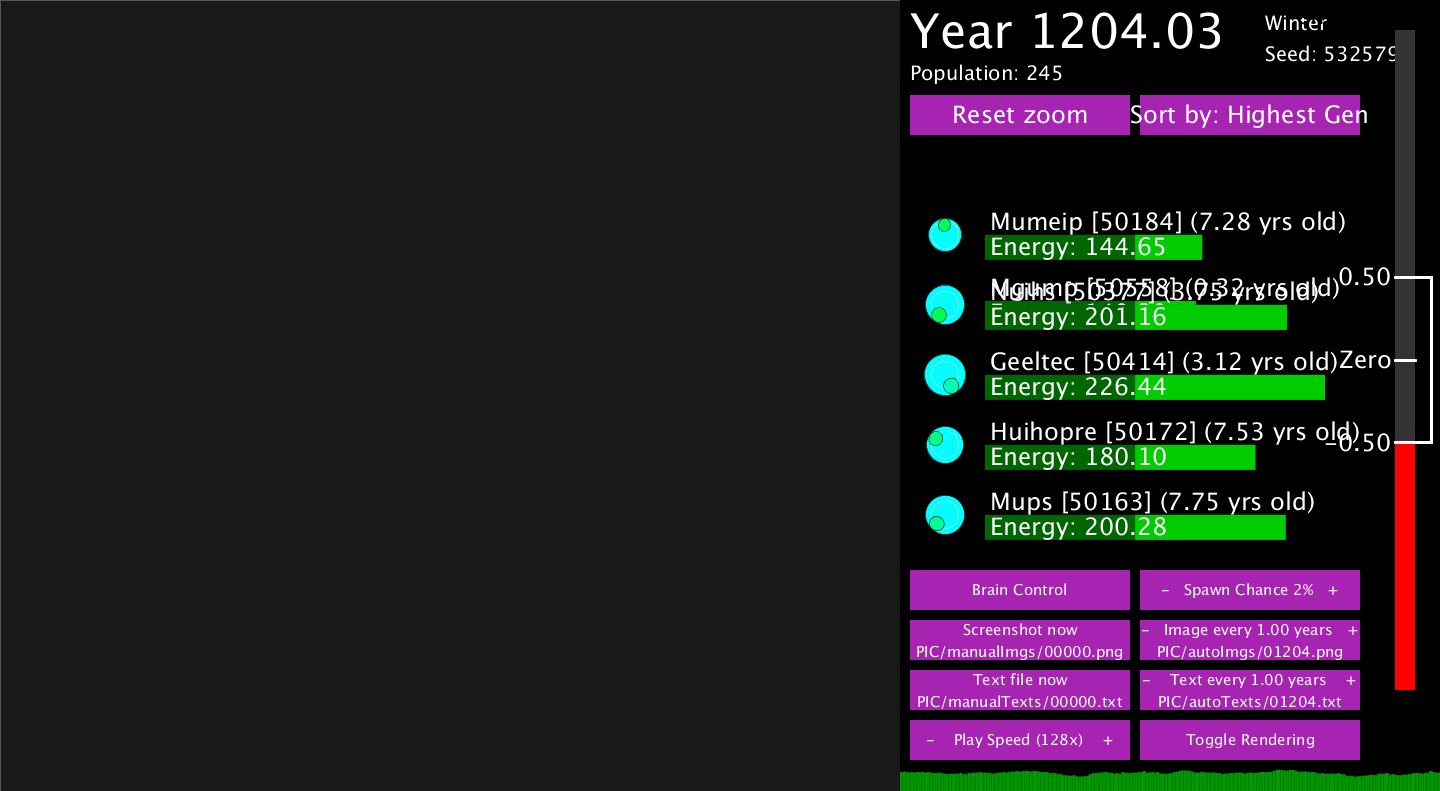 Year 1204.03
Winter
Seed: 532579
Population: 245
Reset zoom
Sort by: Highest Gen
Mumeip [50184] (7.28 yrs old)
Energy: 144.65
Energy: 201.16
0.50
Geeltec [50414] (3.12 yrs old)
Zero
Energy: 226.44
Huihopre [50172] (7.53 yrs old)
-0.50
Energy: 180.10
Mups [50163] (7.75 yrs old)
Energy: 200.28
Brain Control
- Spawn Chance 2% +
Screenshot now
PIC/manualImgs/00000.png
- Image every 1.00 years +
PIC/autoImgs/01204.png
Text file now
PIC/manualTexts/00000.txt
- Text every 1.00 years +
PIC/autoTexts/01204.txt
- Play Speed (128x) +
Toggle Rendering